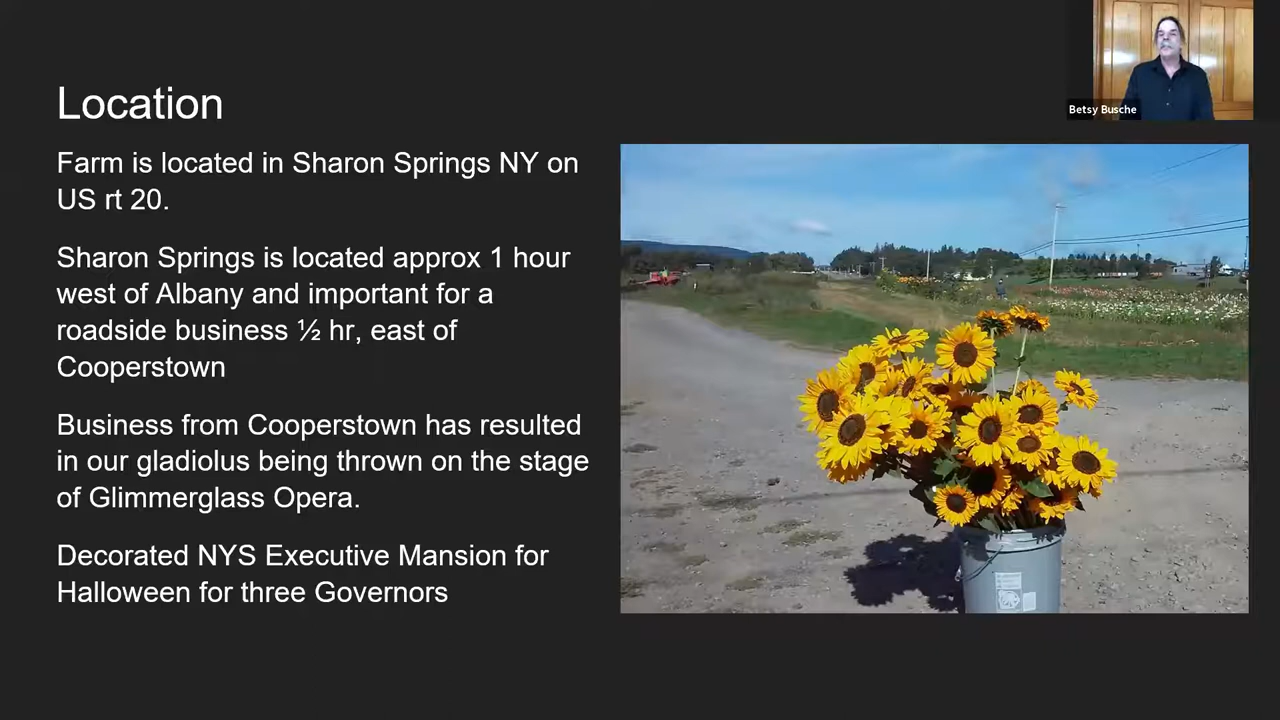 Location
Farm is located in Sharon Springs NY on
US rt 20.
Sharon Springs is located approx 1 hour
west of Albany and important for a
roadside business ½ hr, east of
Cooperstown
Business from Cooperstown has resulted
in our gladiolus being thrown on the stage
of Glimmerglass Opera.
Decorated NYS Executive Mansion for
Halloween for three Governors
Betsy Busche